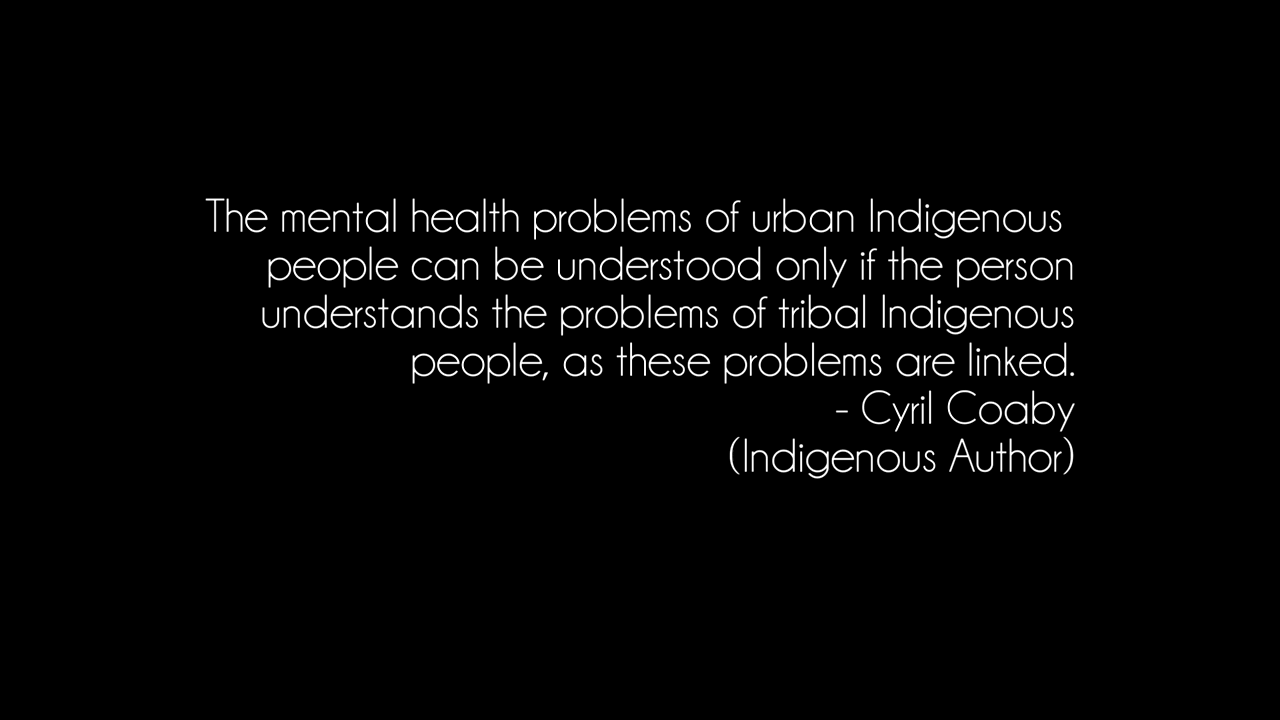 The mental health problems of urban Indigenous
people can be understood only if the person
understands the problems of tribal Indigenous
people, as these problems are linked.
- Cyril Coaby
(Indigenous Author)